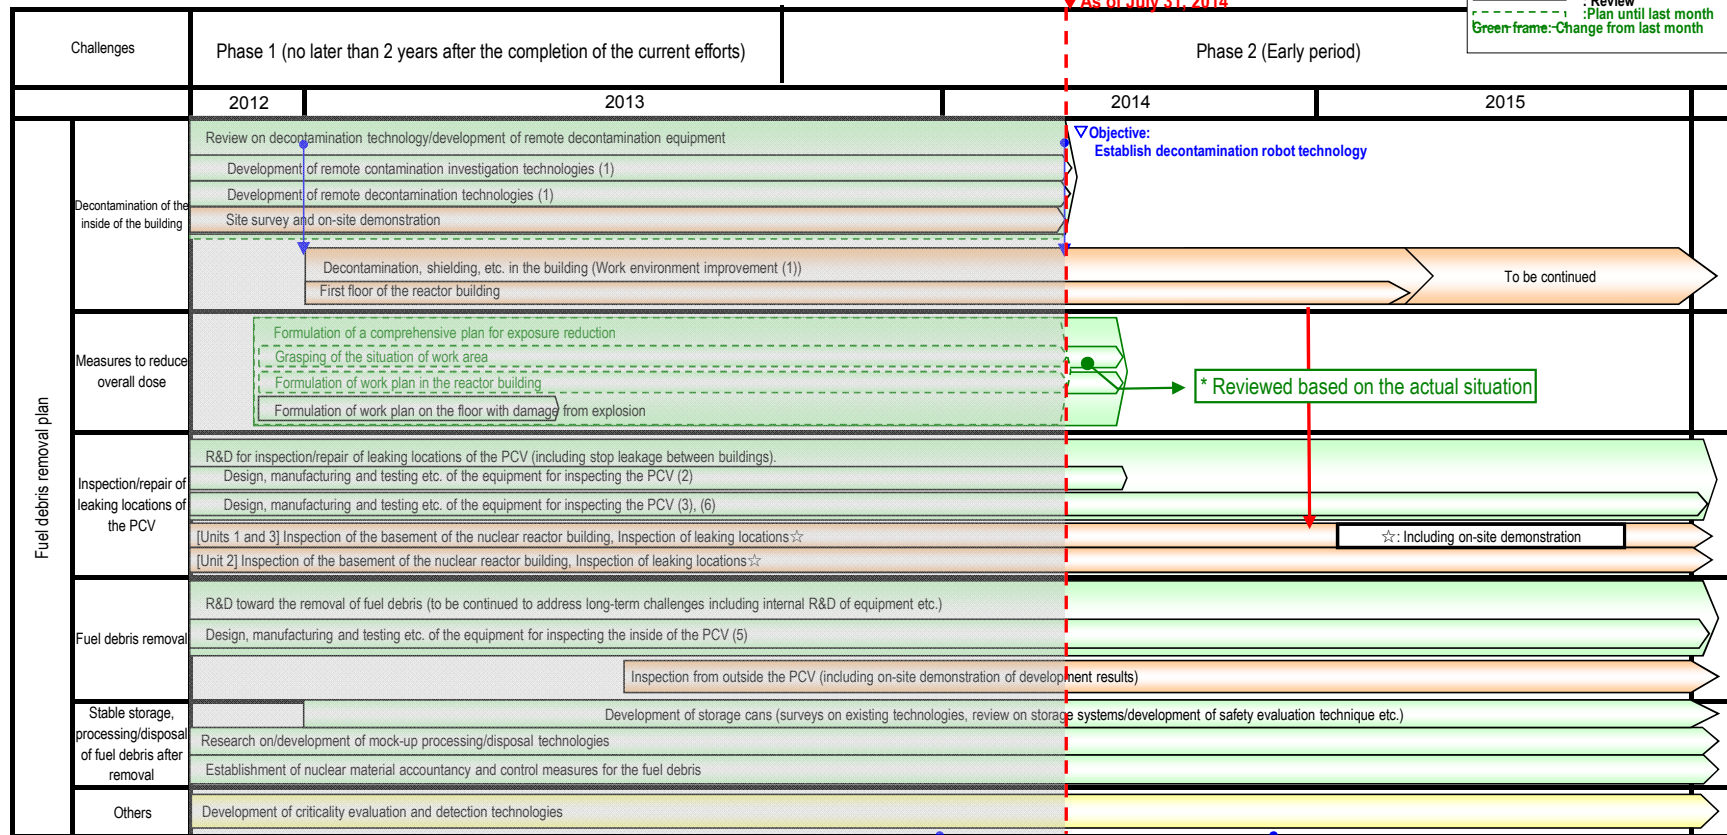 As of July 31, 2014
: Review
:Plan until last month
Green frame: Change from last month
Challenges
Phase 1 (no later than 2 years after the completion of the current efforts)
Phase 2 (Early period)
2012
2013
2014
2015
Fuel debris removal plan
Decontamination of the
inside of the building
Review on decontamination technology/development of remote decontamination equipment
▽Objective:
Establish decontamination robot technology
Development of remote contamination investigation technologies (1)
Development of remote decontamination technologies (1)
Site survey and on-site demonstration
Decontamination, shielding, etc. in the building (Work environment improvement (1))
To be continued
First floor of the reactor building
Measures to reduce
overall dose
Formulation of a comprehensive plan for exposure reduction
Grasping of the situation of work area
Formulation of work plan in the reactor building
* Reviewed based on the actual situation
Formulation of work plan on the floor with damage from explosion
Inspection/repair of
leaking locations of
the PCV
R&D for inspection/repair of leaking locations of the PCV (including stop leakage between buildings).
Design, manufacturing and testing etc. of the equipment for inspecting the PCV (2)
Design, manufacturing and testing etc. of the equipment for inspecting the PCV (3), (6)
[Units 1 and 3] Inspection of the basement of the nuclear reactor building, Inspection of leaking locations☆
☆: Including on-site demonstration
[Unit 2] Inspection of the basement of the nuclear reactor building, Inspection of leaking locations☆
Fuel debris removal
R&D toward the removal of fuel debris (to be continued to address long-term challenges including internal R&D of equipment etc.)
Design, manufacturing and testing etc. of the equipment for inspecting the inside of the PCV (5)
Inspection from outside the PCV (including on-site demonstration of development results)
Stable storage,
processing/disposal
of fuel debris after
removal
Development of storage cans (surveys on existing technologies, review on storage systems/development of safety evaluation technique etc.)
Research on/development of mock-up processing/disposal technologies
Establishment of nuclear material accountancy and control measures for the fuel debris
Others
Development of criticality evaluation and detection technologies